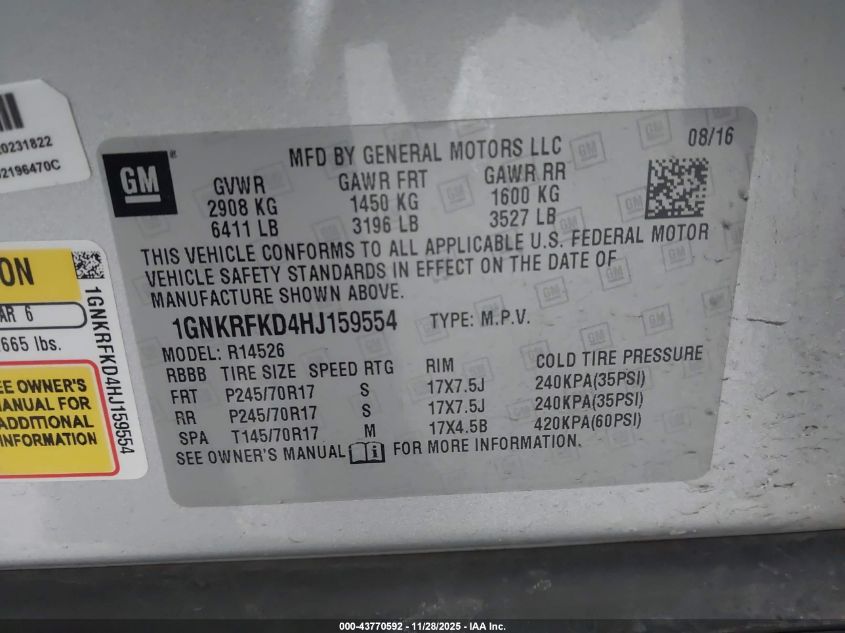 20231822
02196470C
ON
AR 6
665 lbs.
EE OWNER'S
MANUAL FOR
ADDITIONAL
INFORMATION
1GNKRFKD4HJ159554
GM
MFD BY GENERAL MOTORS LLC
08/16
GVWR GAWR FRT GAWR RR
2908 KG 1450 KG 1600 KG
6411 LB 3196 LB 3527 LB
THIS VEHICLE CONFORMS TO ALL APPLICABLE U.S. FEDERAL MOTOR
VEHICLE SAFETY STANDARDS IN EFFECT ON THE DATE OF
MANUFACTURE SHOWN ABOVE.
1GNKRFKD4HJ159554 TYPE: M.P.V.
MODEL: R14526
RBBB TIRE SIZE SPEED RTG RIM COLD TIRE PRESSURE
FRT P245/70R17 S 17X7.5J 240KPA(35PSI)
RR P245/70R17 S 17X7.5J 240KPA(35PSI)
SPA T145/70R17 M 17X4.5B 420KPA(60PSI)
SEE OWNER'S MANUAL FOR MORE INFORMATION.
000-43770592 - 11/28/2025 - IAA Inc.